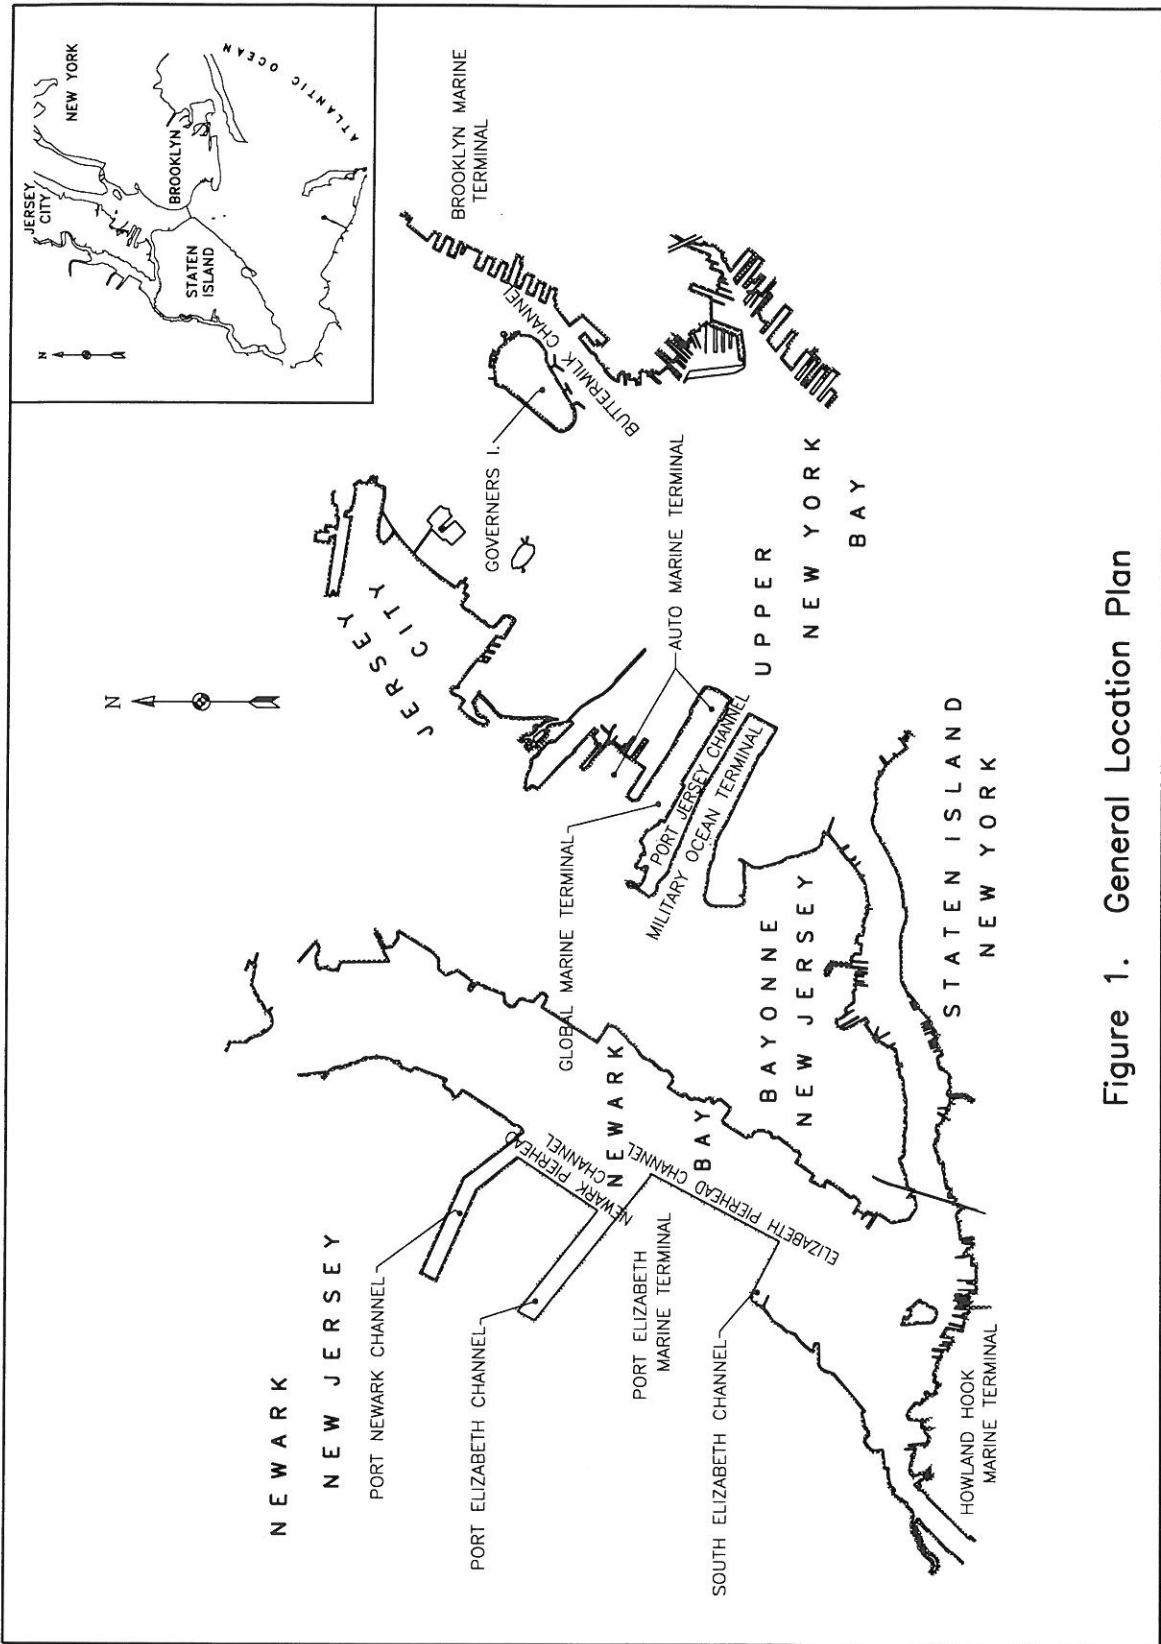 NEW YORK
JERSEY
CITY
BROOKLYN
STATEN
ISLAND
ATLANTIC OCEAN
N
N
NEWARK
NEW JERSEY
PORT NEWARK CHANNEL
PORT ELIZABETH CHANNEL
NEWARK PIERHEA
CHANNEL
NEWARK
BAY
ELIZABETH PIERHEAD CHANNEL
PORT ELIZABETH
MARINE TERMINAL
SOUTH ELIZABETH CHANNEL
HOWLAND HOOK
MARINE TERMINAL
JERSEY
CITY
GOVERNERS I.
BUTTERMILK CHANNEL
BROOKLYN MARINE
TERMINAL
GLOBAL MARINE TERMINAL
AUTO MARINE TERMINAL
PORT JERSEY CHANNEL
MILITARY OCEAN TERMINAL
UPPER
NEW YORK
BAY
BAYONNE
NEW JERSEY
STATEN ISLAND
NEW YORK
Figure 1. General Location Plan